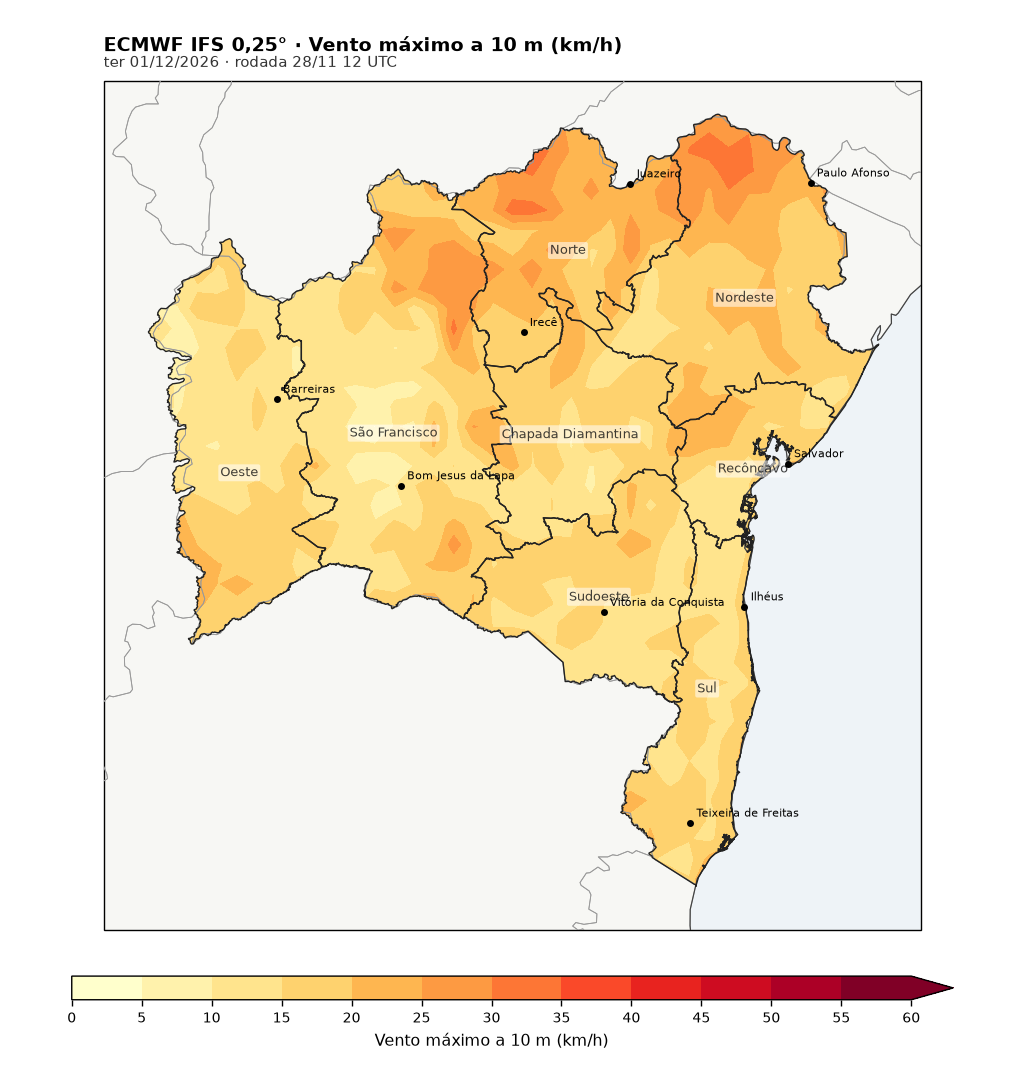 ECMWF IFS 0,25° · Vento máximo a 10 m (km/h)
ter 01/12/2026 · rodada 28/11 12 UTC
Juazeiro
Paulo Afonso
Norte
Nordeste
Irecê
Barreiras
São Francisco
Chapada Diamantina
Salvador
Recôncavo
Oeste
Bom Jesus da Lapa
Sudoeste
Vitória da Conquista
Ilhéus
Sul
Teixeira de Freitas
0 5 10 15 20 25 30 35 40 45 50 55 60
Vento máximo a 10 m (km/h)